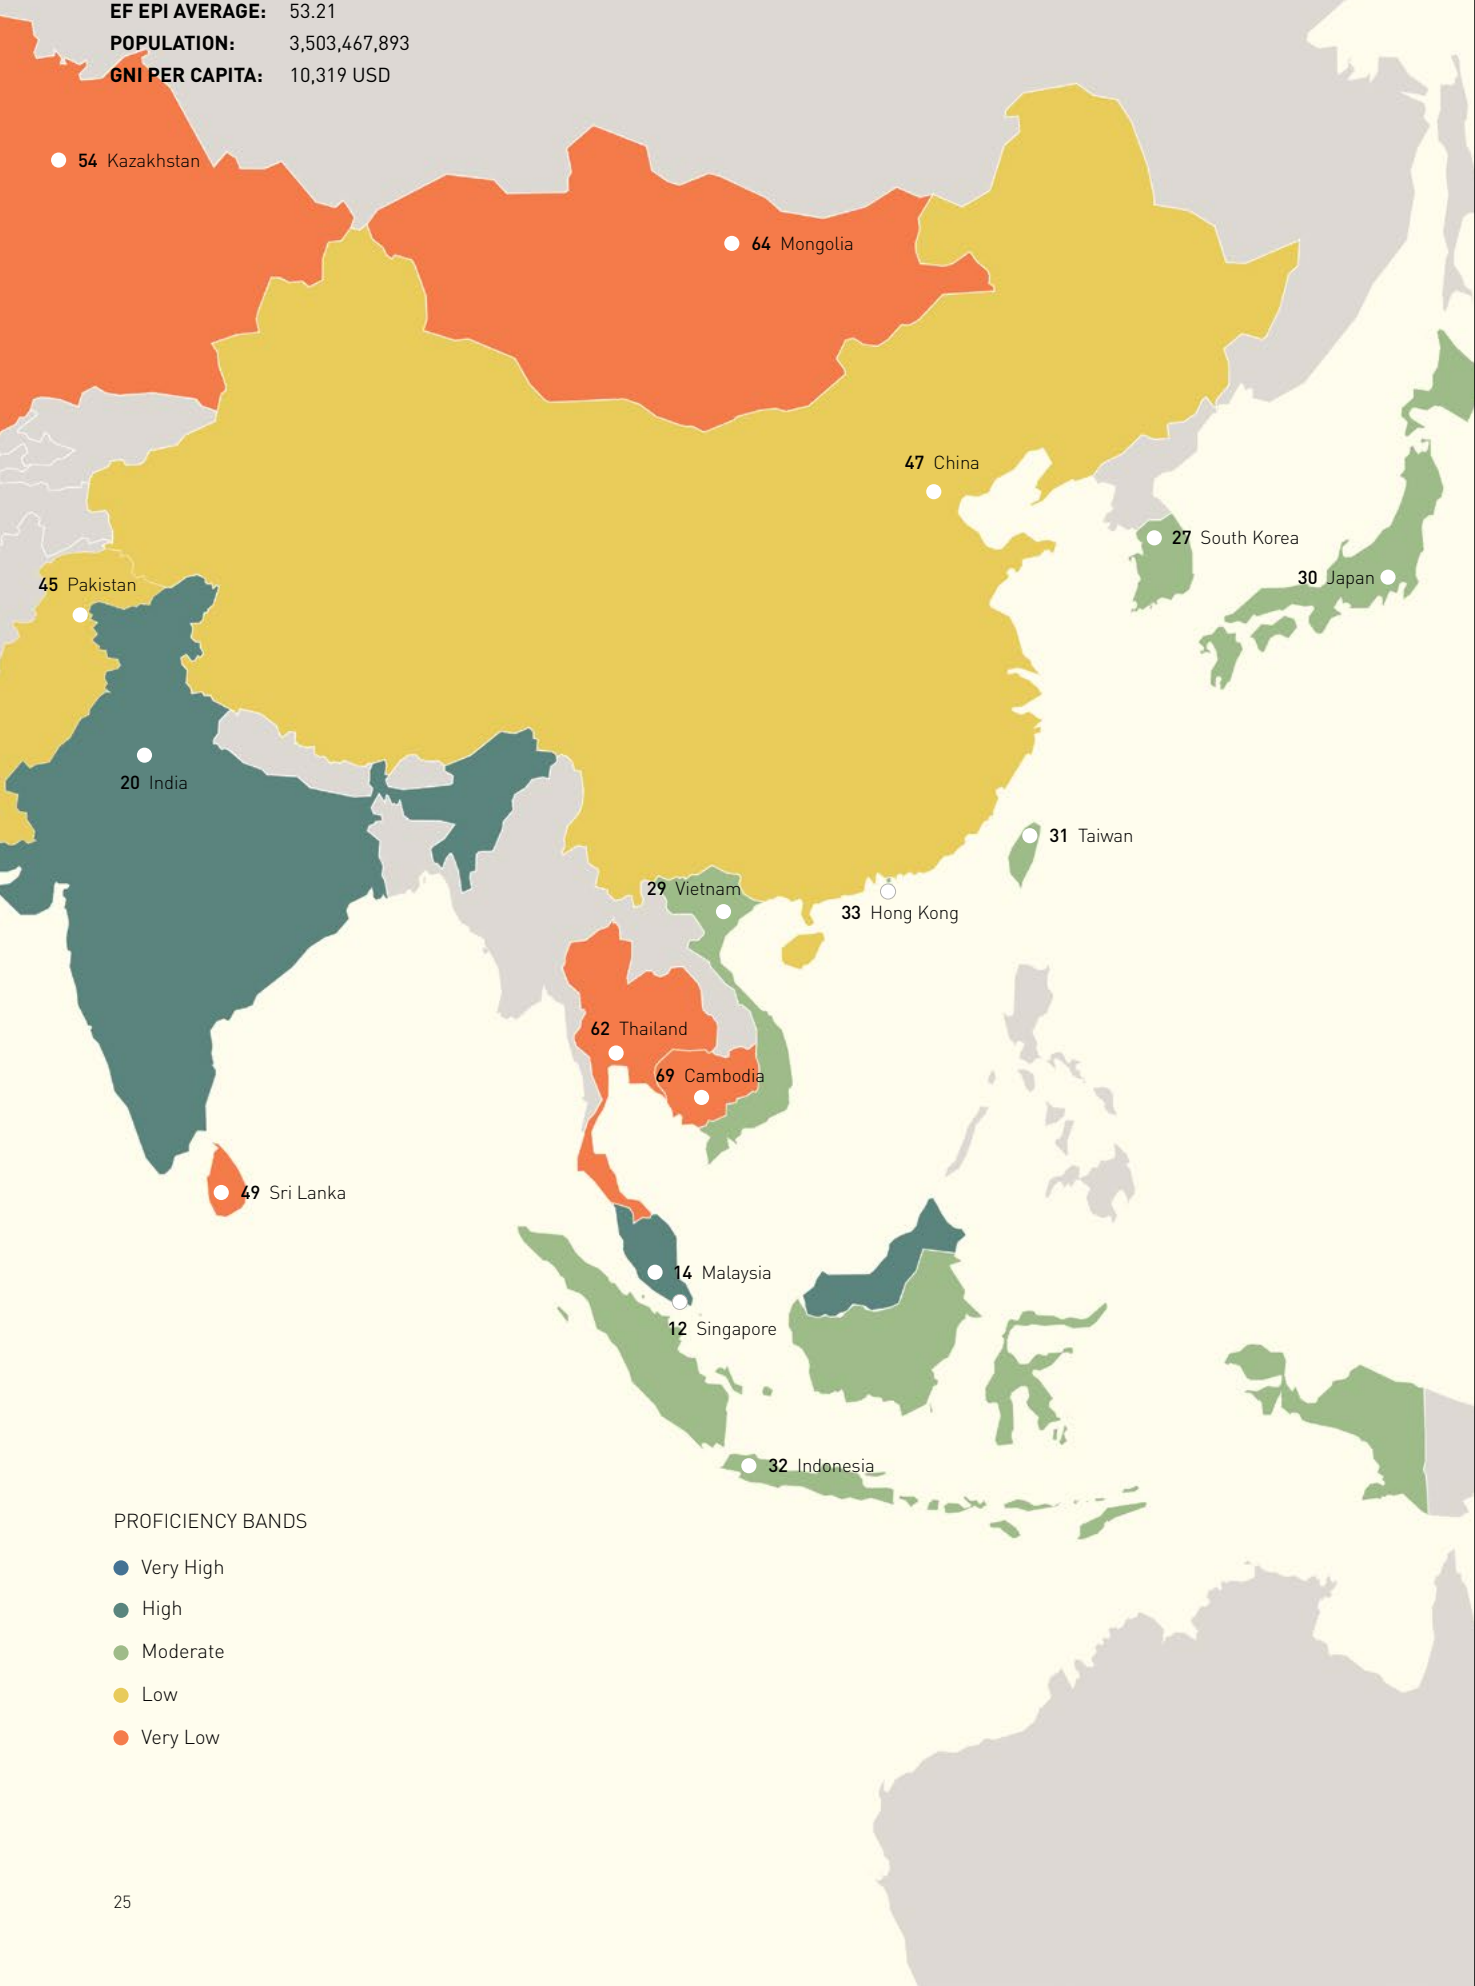 EF EPI AVERAGE: 53.21
POPULATION: 3,503,467,893
GNI PER CAPITA: 10,319 USD
54 Kazakhstan
64 Mongolia
47 China
27 South Korea
30 Japan
45 Pakistan
20 India
31 Taiwan
29 Vietnam
33 Hong Kong
62 Thailand
69 Cambodia
49 Sri Lanka
14 Malaysia
12 Singapore
32 Indonesia
PROFICIENCY BANDS
Very High
High
Moderate
Low
Very Low
25